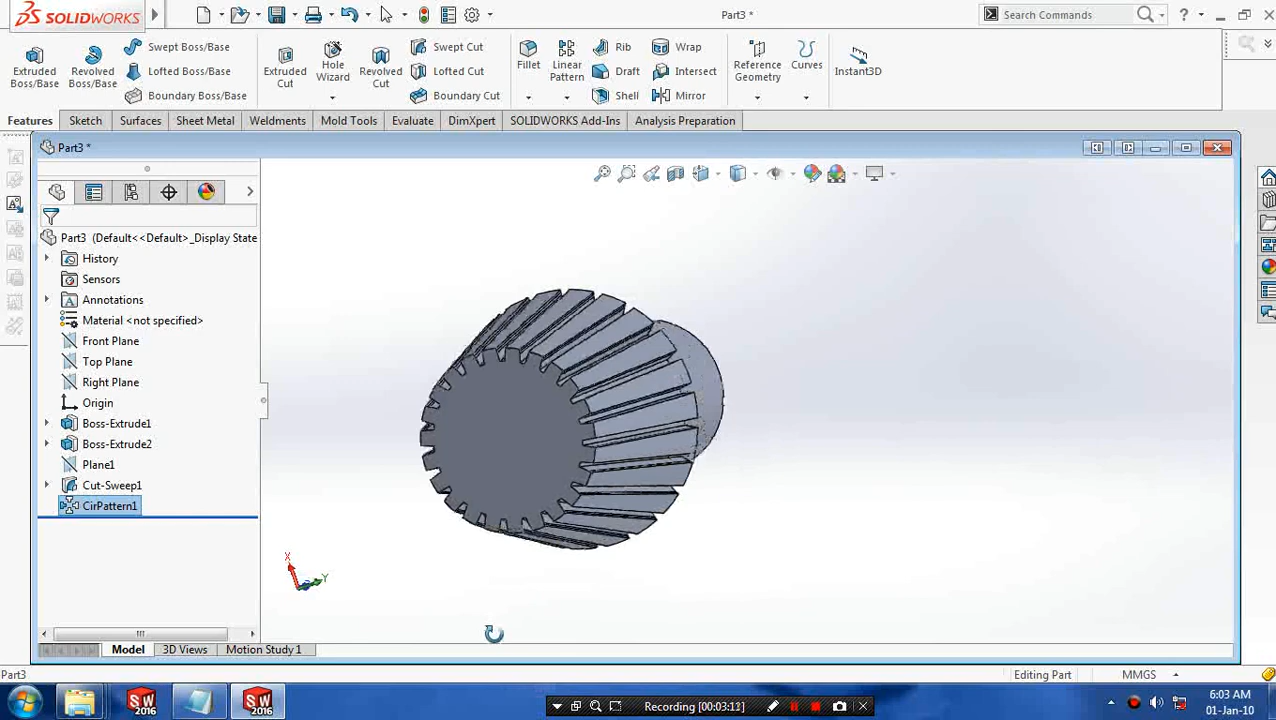 SOLIDWORKS
Part3 *
Search Commands
?
Extruded Boss/Base
Revolved Boss/Base
Swept Boss/Base
Lofted Boss/Base
Boundary Boss/Base
Extruded Cut
Hole Wizard
Revolved Cut
Swept Cut
Lofted Cut
Boundary Cut
Fillet
Linear Pattern
Rib
Draft
Shell
Wrap
Intersect
Mirror
Reference Geometry
Curves
Instant3D
Features
Sketch
Surfaces
Sheet Metal
Weldments
Mold Tools
Evaluate
DimXpert
SOLIDWORKS Add-Ins
Analysis Preparation
Part3 *
Part3 (Default<<Default>_Display State
History
Sensors
Annotations
Material <not specified>
Front Plane
Top Plane
Right Plane
Origin
Boss-Extrude1
Boss-Extrude2
Plane1
Cut-Sweep1
CirPattern1
X
Y
Model
3D Views
Motion Study 1
Part3
Editing Part
MMGS
SW 2016
SW 2016
Recording [00:03:11]
6:03 AM
01-Jan-10